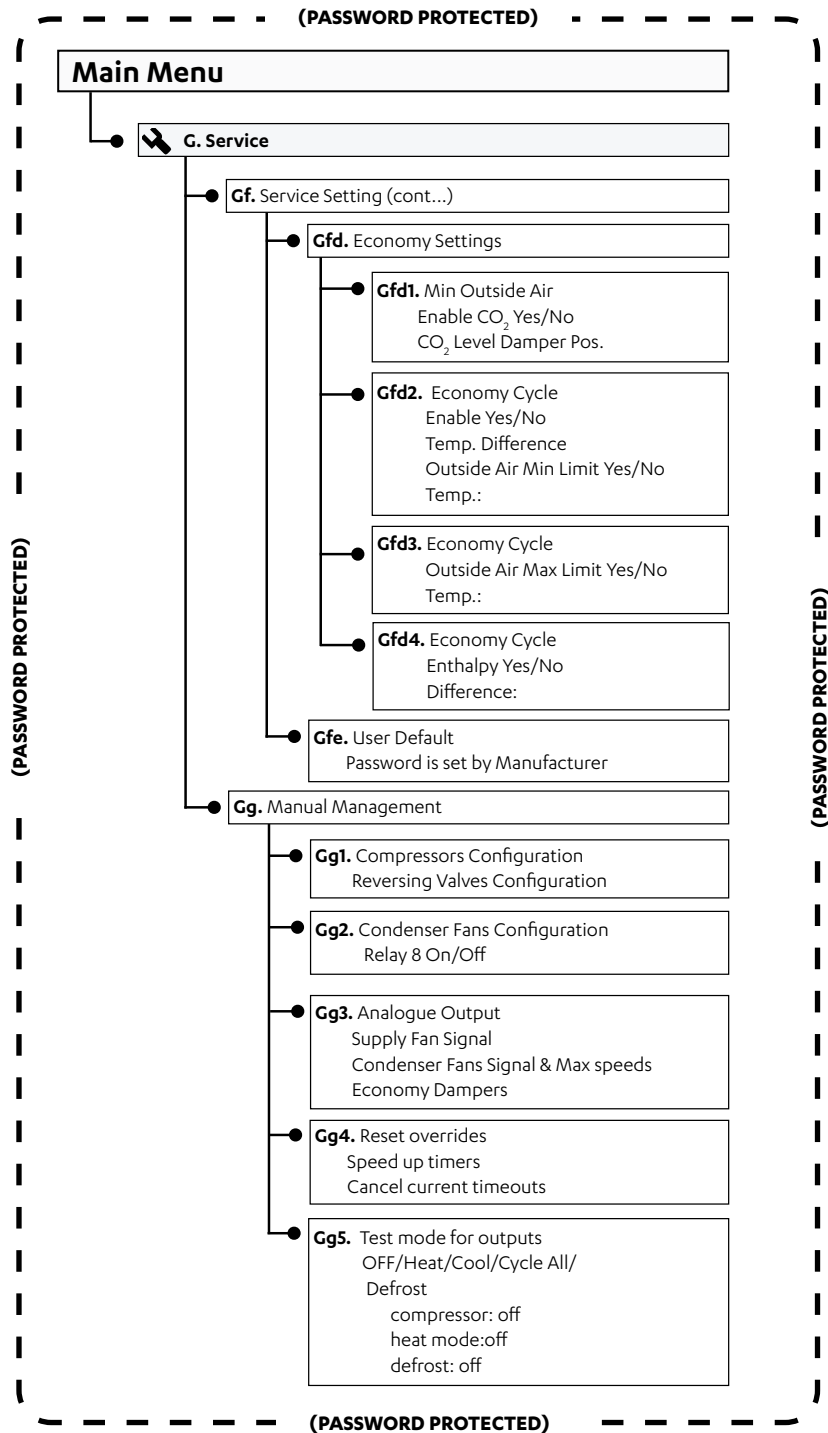 (PASSWORD PROTECTED)
Main Menu
G. Service
Gf. Service Setting (cont...)
Gfd. Economy Settings
Gfd1. Min Outside Air
Enable CO₂ Yes/No
CO₂ Level Damper Pos.
Gfd2. Economy Cycle
Enable Yes/No
Temp. Difference
Outside Air Min Limit Yes/No
Temp.:
Gfd3. Economy Cycle
Outside Air Max Limit Yes/No
Temp.:
Gfd4. Economy Cycle
Enthalpy Yes/No
Difference:
Gfe. User Default
Password is set by Manufacturer
Gg. Manual Management
Gg1. Compressors Configuration
Reversing Valves Configuration
Gg2. Condenser Fans Configuration
Relay 8 On/Off
Gg3. Analogue Output
Supply Fan Signal
Condenser Fans Signal & Max speeds
Economy Dampers
Gg4. Reset overrides
Speed up timers
Cancel current timeouts
Gg5. Test mode for outputs
OFF/Heat/Cool/Cycle All/
Defrost
compressor: off
heat mode:off
defrost: off
(PASSWORD PROTECTED)
(PASSWORD PROTECTED)
(PASSWORD PROTECTED)